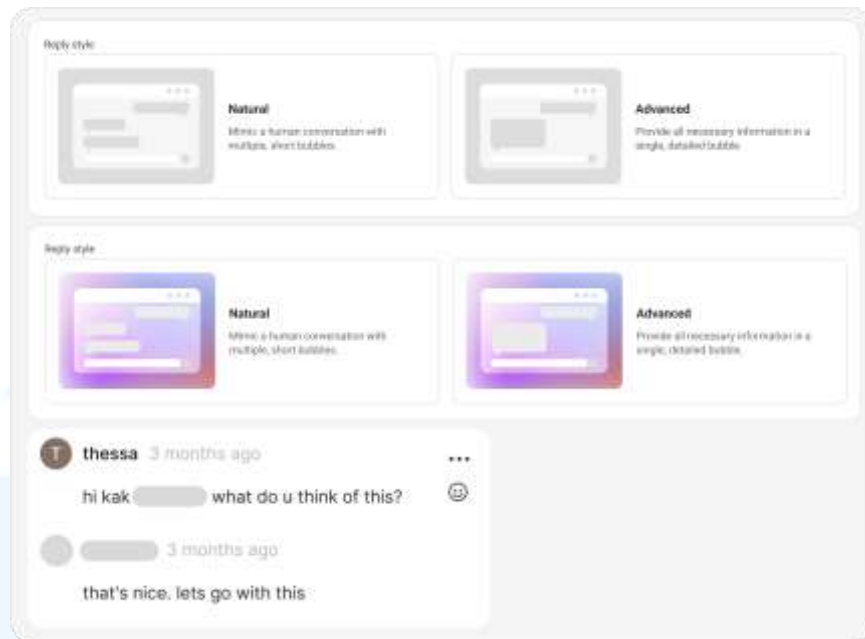 Reply style
Natural
Mimic a human conversation with
multiple, short bubbles.
Advanced
Provide all necessary information in a
single, detailed bubble.
Reply style
Natural
Mimic a human conversation with
multiple, short bubbles.
Advanced
Provide all necessary information in a
single, detailed bubble.
T
thessa 3 months ago
hi kak what do u think of this?
3 months ago
that's nice. lets go with this